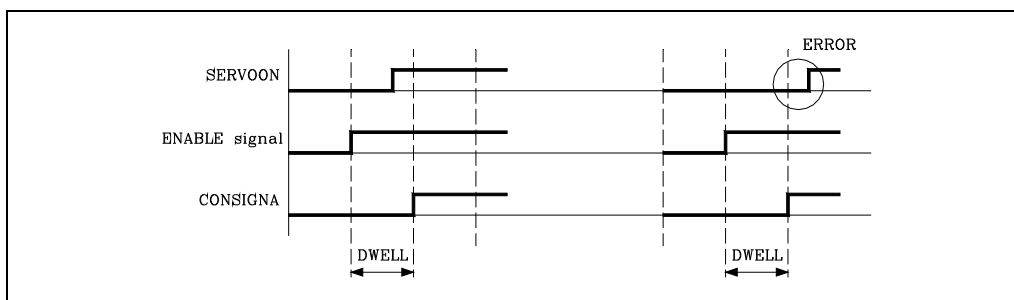 ERROR
SERVOON
ENABLE signal
CONSIGNA
DWELL DWELL